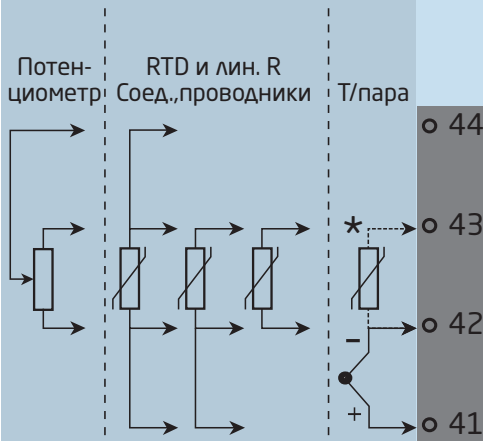 Потен-
циометр
RTD и лин. R
Соед.,проводники
Т/пара
44
*
43
42
–
+
41